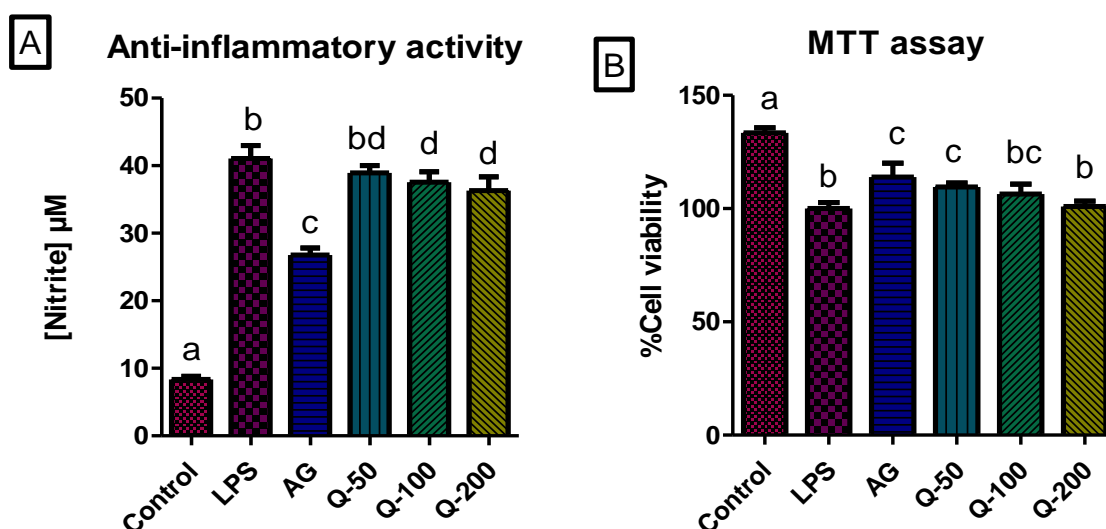 A
Anti-inflammatory activity
[Nitrite] µM
50
40
30
20
10
0
a
b
c
bd
d
d
Control
LPS
AG
Q-50
Q-100
Q-200
B
MTT assay
%Cell viability
150
100
50
0
a
b
c
c
bc
b
Control
LPS
AG
Q-50
Q-100
Q-200